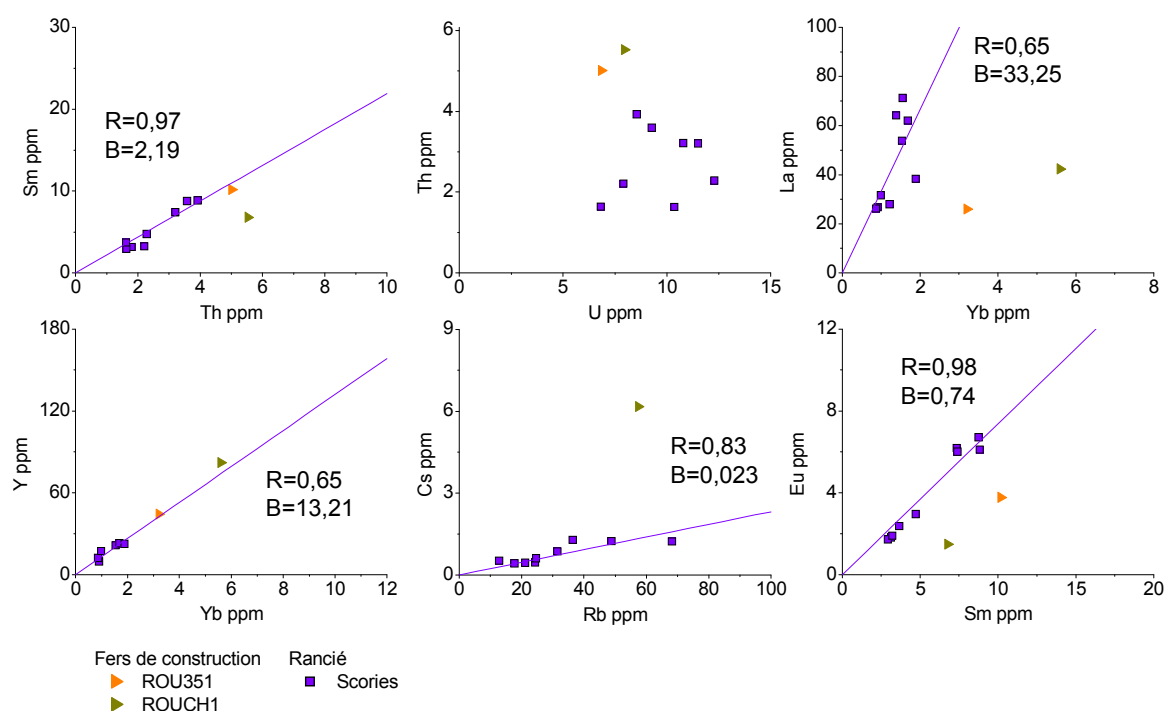 30
20
10
0
Sm ppm
R=0,97
B=2,19
0 2 4 6 8 10
Th ppm
6
4
2
0
Th ppm
0 5 10 15
U ppm
100
80
60
40
20
0
La ppm
R=0,65
B=33,25
0 2 4 6 8
Yb ppm
180
120
60
0
Y ppm
R=0,65
B=13,21
0 2 4 6 8 10 12
Yb ppm
9
6
3
0
Cs ppm
R=0,83
B=0,023
0 20 40 60 80 100
Rb ppm
12
8
4
0
Eu ppm
R=0,98
B=0,74
0 5 10 15 20
Sm ppm
Fers de construction
ROU351
ROUCH1
Rancié
Scories